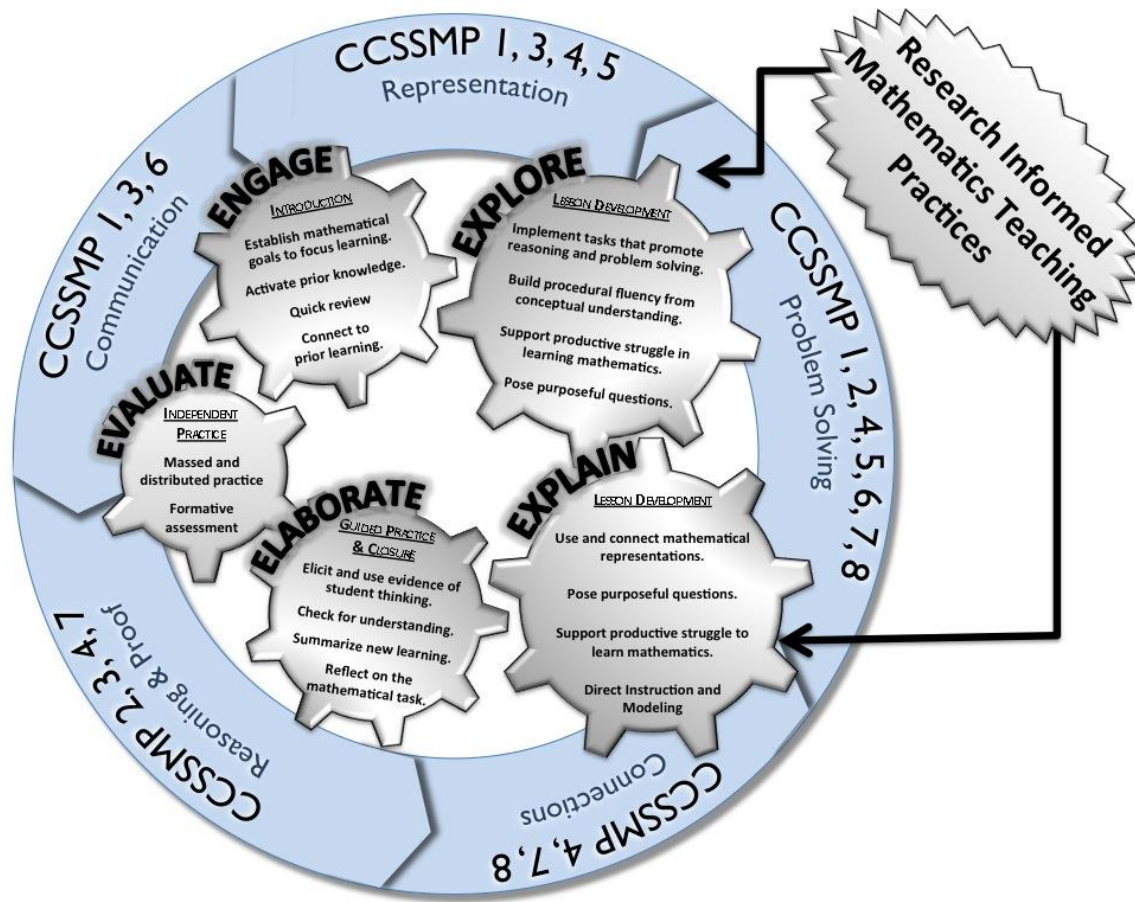 CCSSMP 1, 3, 4, 5
Representation
Research Informed
Mathematics Teaching
Practices
CCSSMP 1, 3, 6
Communication
ENGAGE
INTRODUCTION
Establish mathematical
goals to focus learning.
Activate prior knowledge.
Quick review
Connect to
prior learning.
EXPLORE
LESSON DEVELOPMENT
Implement tasks that promote
reasoning and problem solving.
Build procedural fluency from
conceptual understanding.
Support productive struggle in
learning mathematics.
Pose purposeful questions.
CCSSMP 1, 2, 4, 5, 6, 7, 8
Problem Solving
EVALUATE
INDEPENDENT
PRACTICE
Massed and
distributed practice
Formative
assessment
ELABORATE
GUIDED PRACTICE
& CLOSURE
Elicit and use evidence of
student thinking.
Check for understanding.
Summarize new learning.
Reflect on the
mathematical task.
EXPLAIN
LESSON DEVELOPMENT
Use and connect mathematical
representations.
Pose purposeful questions.
Support productive struggle to
learn mathematics.
Direct Instruction and
Modeling
CCSSMP 2, 3, 4, 7
Reasoning & Proof
Connections
CCSSMP 4, 7, 8